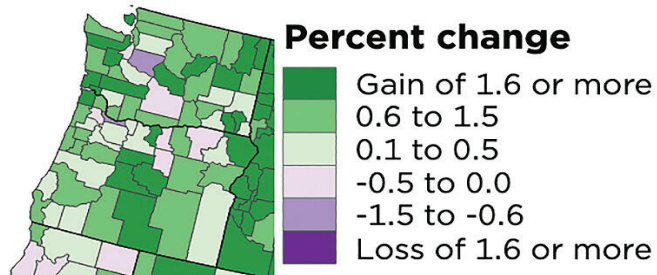 Percent change
Gain of 1.6 or more
0.6 to 1.5
0.1 to 0.5
-0.5 to 0.0
-1.5 to -0.6
Loss of 1.6 or more